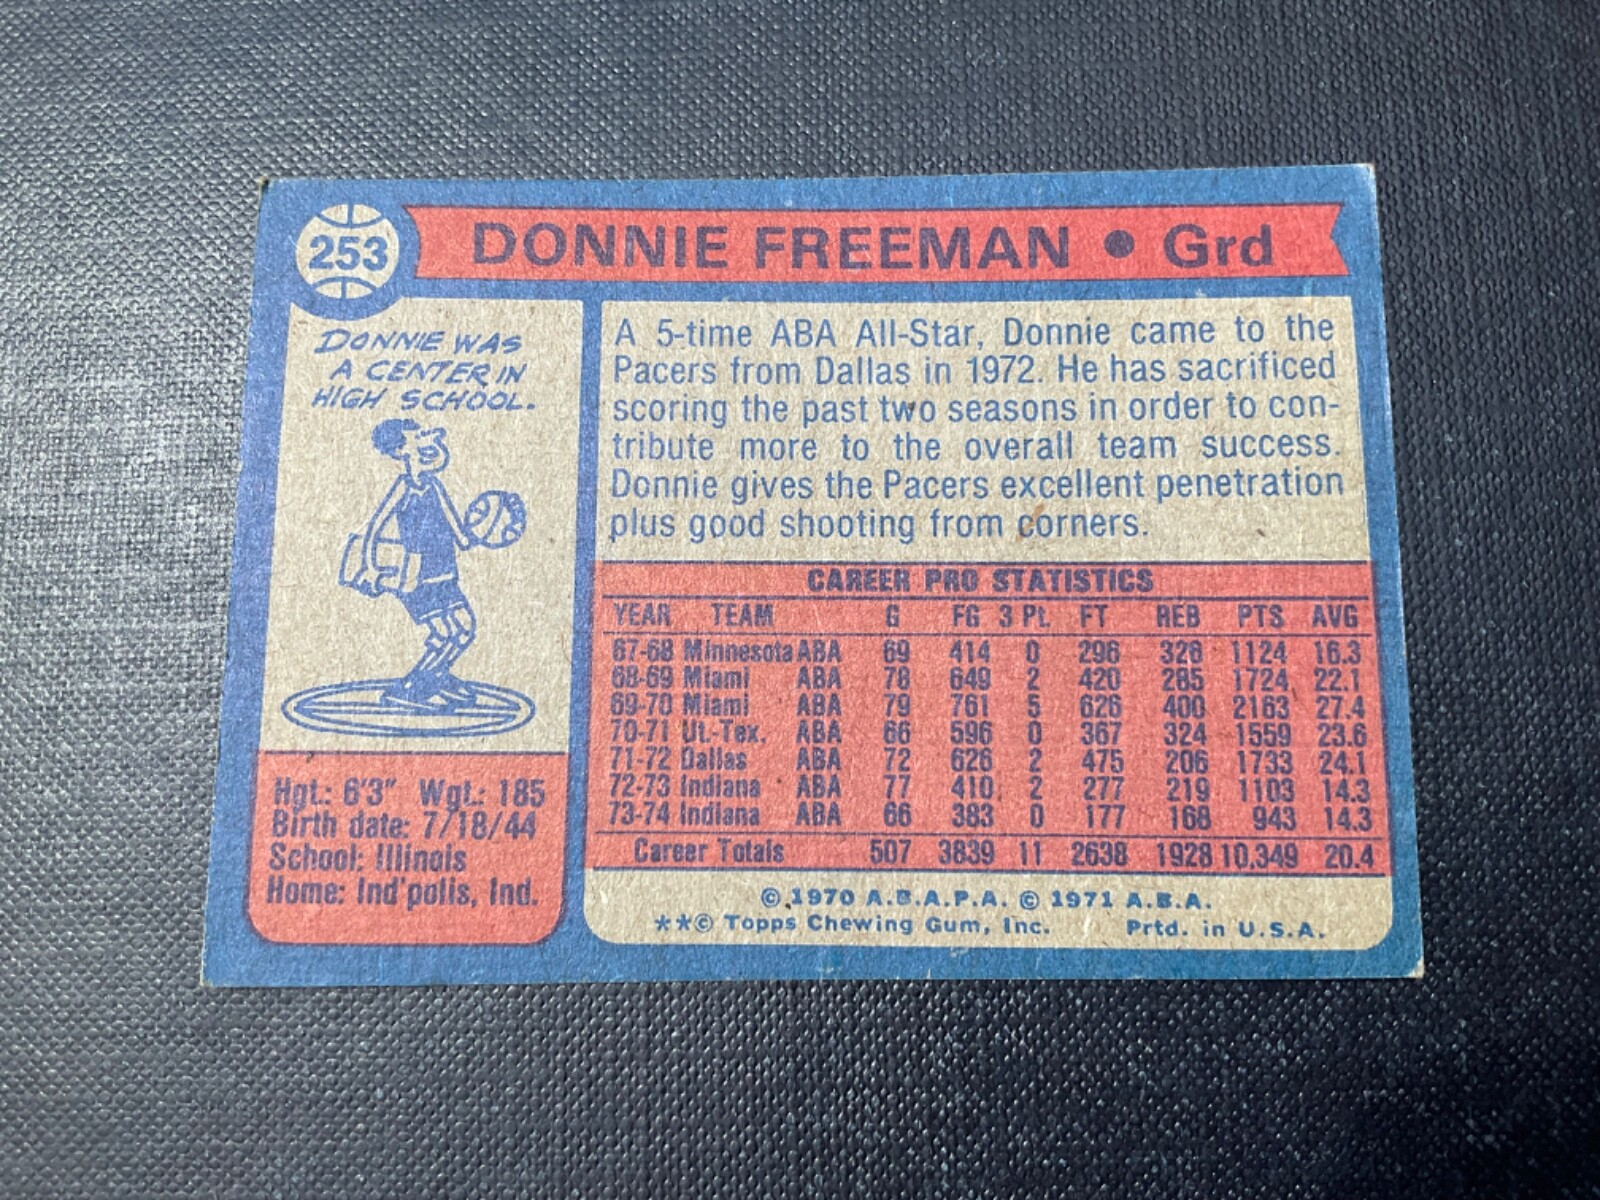 253
DONNIE FREEMAN ● Grd
DONNIE WAS
A CENTER IN
HIGH SCHOOL.
Hgt.: 6'3" Wgt.: 185
Birth date: 7/18/44
School: Illinois
Home: Ind'polis, Ind.
A 5-time ABA All-Star, Donnie came to the
Pacers from Dallas in 1972. He has sacrificed
scoring the past two seasons in order to con-
tribute more to the overall team success.
Donnie gives the Pacers excellent penetration
plus good shooting from corners.
CAREER PRO STATISTICS
YEAR TEAM G FG 3 Pt. FT REB PTS AVG
67-68 Minnesota ABA 69 414 0 296 326 1124 16.3
68-69 Miami ABA 78 649 2 420 285 1724 22.1
69-70 Miami ABA 79 761 5 626 400 2163 27.4
70-71 Ut.-Tex. ABA 66 596 0 367 324 1559 23.6
71-72 Dallas ABA 72 626 2 475 206 1733 24.1
72-73 Indiana ABA 77 410 2 277 219 1103 14.3
73-74 Indiana ABA 66 383 0 177 168 943 14.3
Career Totals 507 3839 11 2638 1928 10,349 20.4
© 1970 A.B.A.P.A. © 1971 A.B.A.
**© Topps Chewing Gum, Inc. Prtd. in U.S.A.